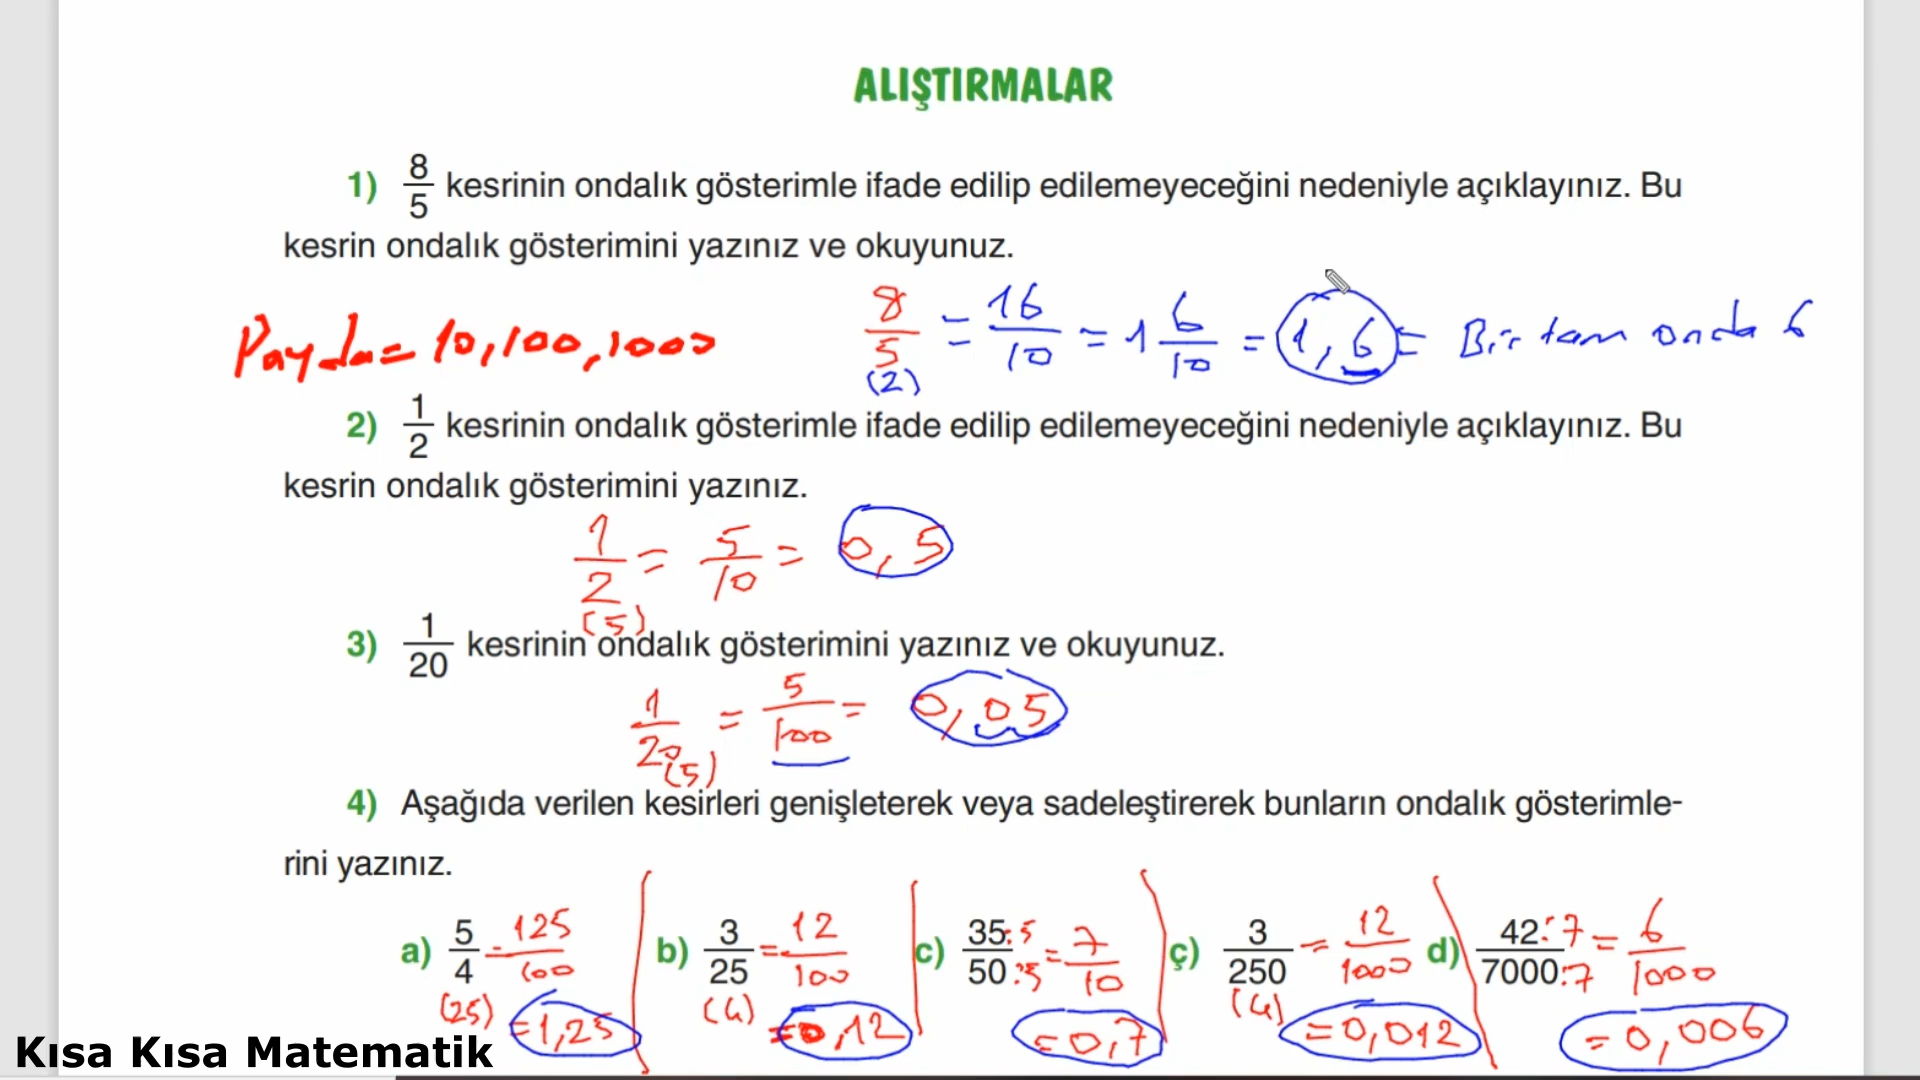 ALIŞTIRMALAR
1) 8/5 kesrinin ondalık gösterimle ifade edilip edilemeyeceğini nedeniyle açıklayınız. Bu
kesrin ondalık gösterimini yazınız ve okuyunuz.
Payda= 10,100,1000
8/5 (2) = 16/10 = 1 6/10 = 1,6 = Bir tam onda 6
2) 1/2 kesrinin ondalık gösterimle ifade edilip edilemeyeceğini nedeniyle açıklayınız. Bu
kesrin ondalık gösterimini yazınız.
1/2 (5) = 5/10 = 0,5
3) 1/20 kesrinin ondalık gösterimini yazınız ve okuyunuz.
1/20 (5) = 5/100 = 0,05
4) Aşağıda verilen kesirleri genişleterek veya sadeleştirerek bunların ondalık gösterimle-
rini yazınız.
a) 5/4 (25) = 125/100 = 1,25
b) 3/25 (4) = 12/100 = 0,12
c) 35:5/50:5 = 7/10 = 0,7
ç) 3/250 (4) = 12/1000 = 0,012
d) 42:7/7000:7 = 6/1000 = 0,006
Kısa Kısa Matematik